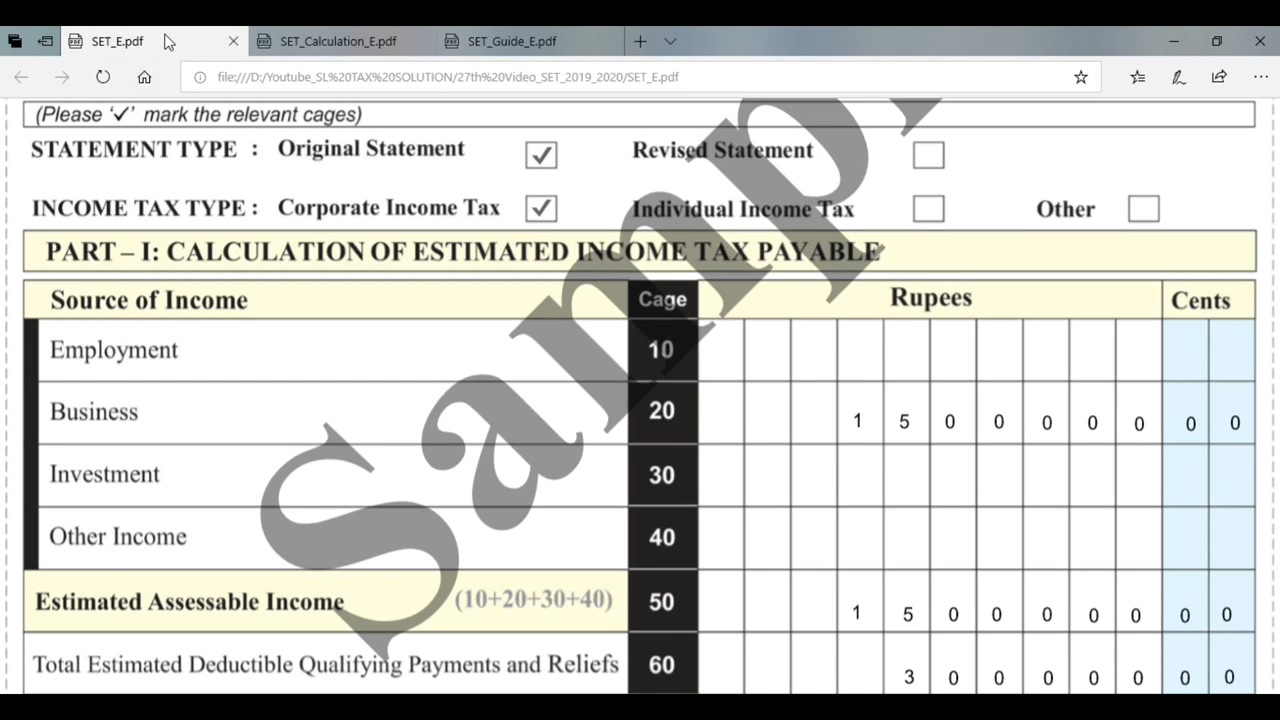 SET_E.pdf
SET_Calculation_E.pdf
SET_Guide_E.pdf
file:///D:/Youtube_SL%20TAX%20SOLUTION/27th%20Video_SET_2019_2020/SET_E.pdf
(Please ‘✓’ mark the relevant cages)
STATEMENT TYPE : Original Statement ✓ Revised Statement
INCOME TAX TYPE : Corporate Income Tax ✓ Individual Income Tax Other
PART – I: CALCULATION OF ESTIMATED INCOME TAX PAYABLE
Source of Income Cage Rupees Cents
Employment 10
Business 20 1 5 0 0 0 0 0 0 0
Investment 30
Other Income 40
Estimated Assessable Income (10+20+30+40) 50 1 5 0 0 0 0 0 0 0
Total Estimated Deductible Qualifying Payments and Reliefs 60 3 0 0 0 0 0 0 0
Sampl